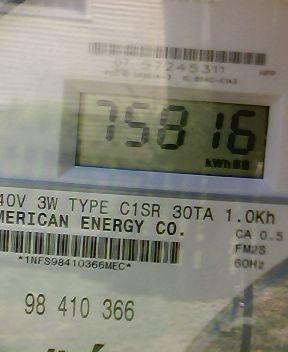 75816
kWh 88
40V 3W TYPE C1SR 30TA 1.0Kh
MERICAN ENERGY CO.
CA 0.5
FM2S
60Hz
*1NFS98410366MEC*
98 410 366